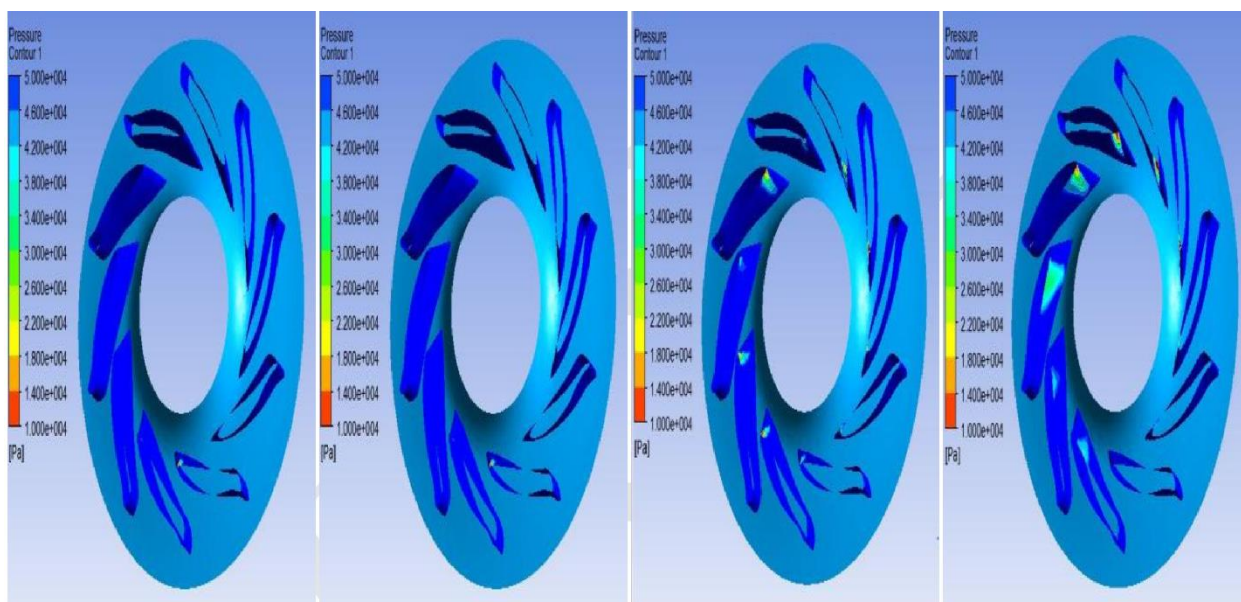 Pressure
Contour 1
5.000e+004
4.600e+004
4.200e+004
3.800e+004
3.400e+004
3.000e+004
2.600e+004
2.200e+004
1.800e+004
1.400e+004
1.000e+004
[Pa]
Pressure
Contour 1
5.000e+004
4.600e+004
4.200e+004
3.800e+004
3.400e+004
3.000e+004
2.600e+004
2.200e+004
1.800e+004
1.400e+004
1.000e+004
[Pa]
Pressure
Contour 1
5.000e+004
4.600e+004
4.200e+004
3.800e+004
3.400e+004
3.000e+004
2.600e+004
2.200e+004
1.800e+004
1.400e+004
1.000e+004
[Pa]
Pressure
Contour 1
5.000e+004
4.600e+004
4.200e+004
3.800e+004
3.400e+004
3.000e+004
2.600e+004
2.200e+004
1.800e+004
1.400e+004
1.000e+004
[Pa]